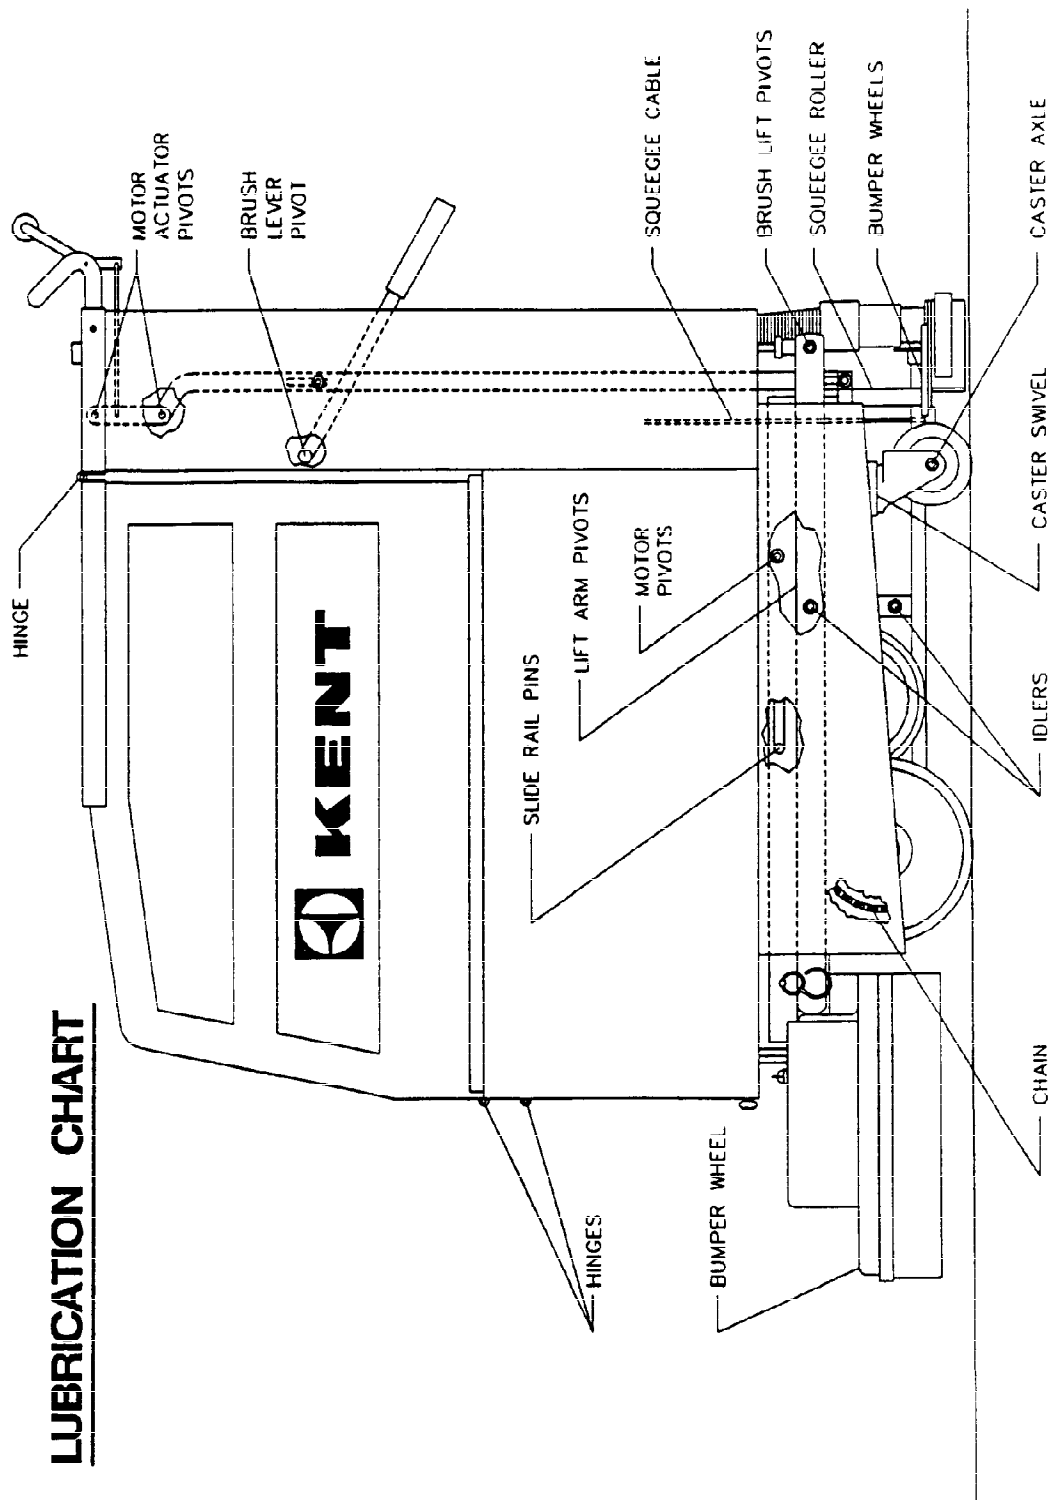 LUBRICATION CHART
HINGE
MOTOR
ACTUATOR
PIVOTS
BRUSH
LEVER
PIVOT
SQUEEGEE CABLE
BRUSH LIFT PIVOTS
SQUEEGEE ROLLER
BUMPER WHEELS
CASTER AXLE
CASTER SWIVEL
IDLERS
CHAIN
BUMPER WHEEL
HINGES
SLIDE RAIL PINS
LIFT ARM PIVOTS
MOTOR
PIVOTS
KENT